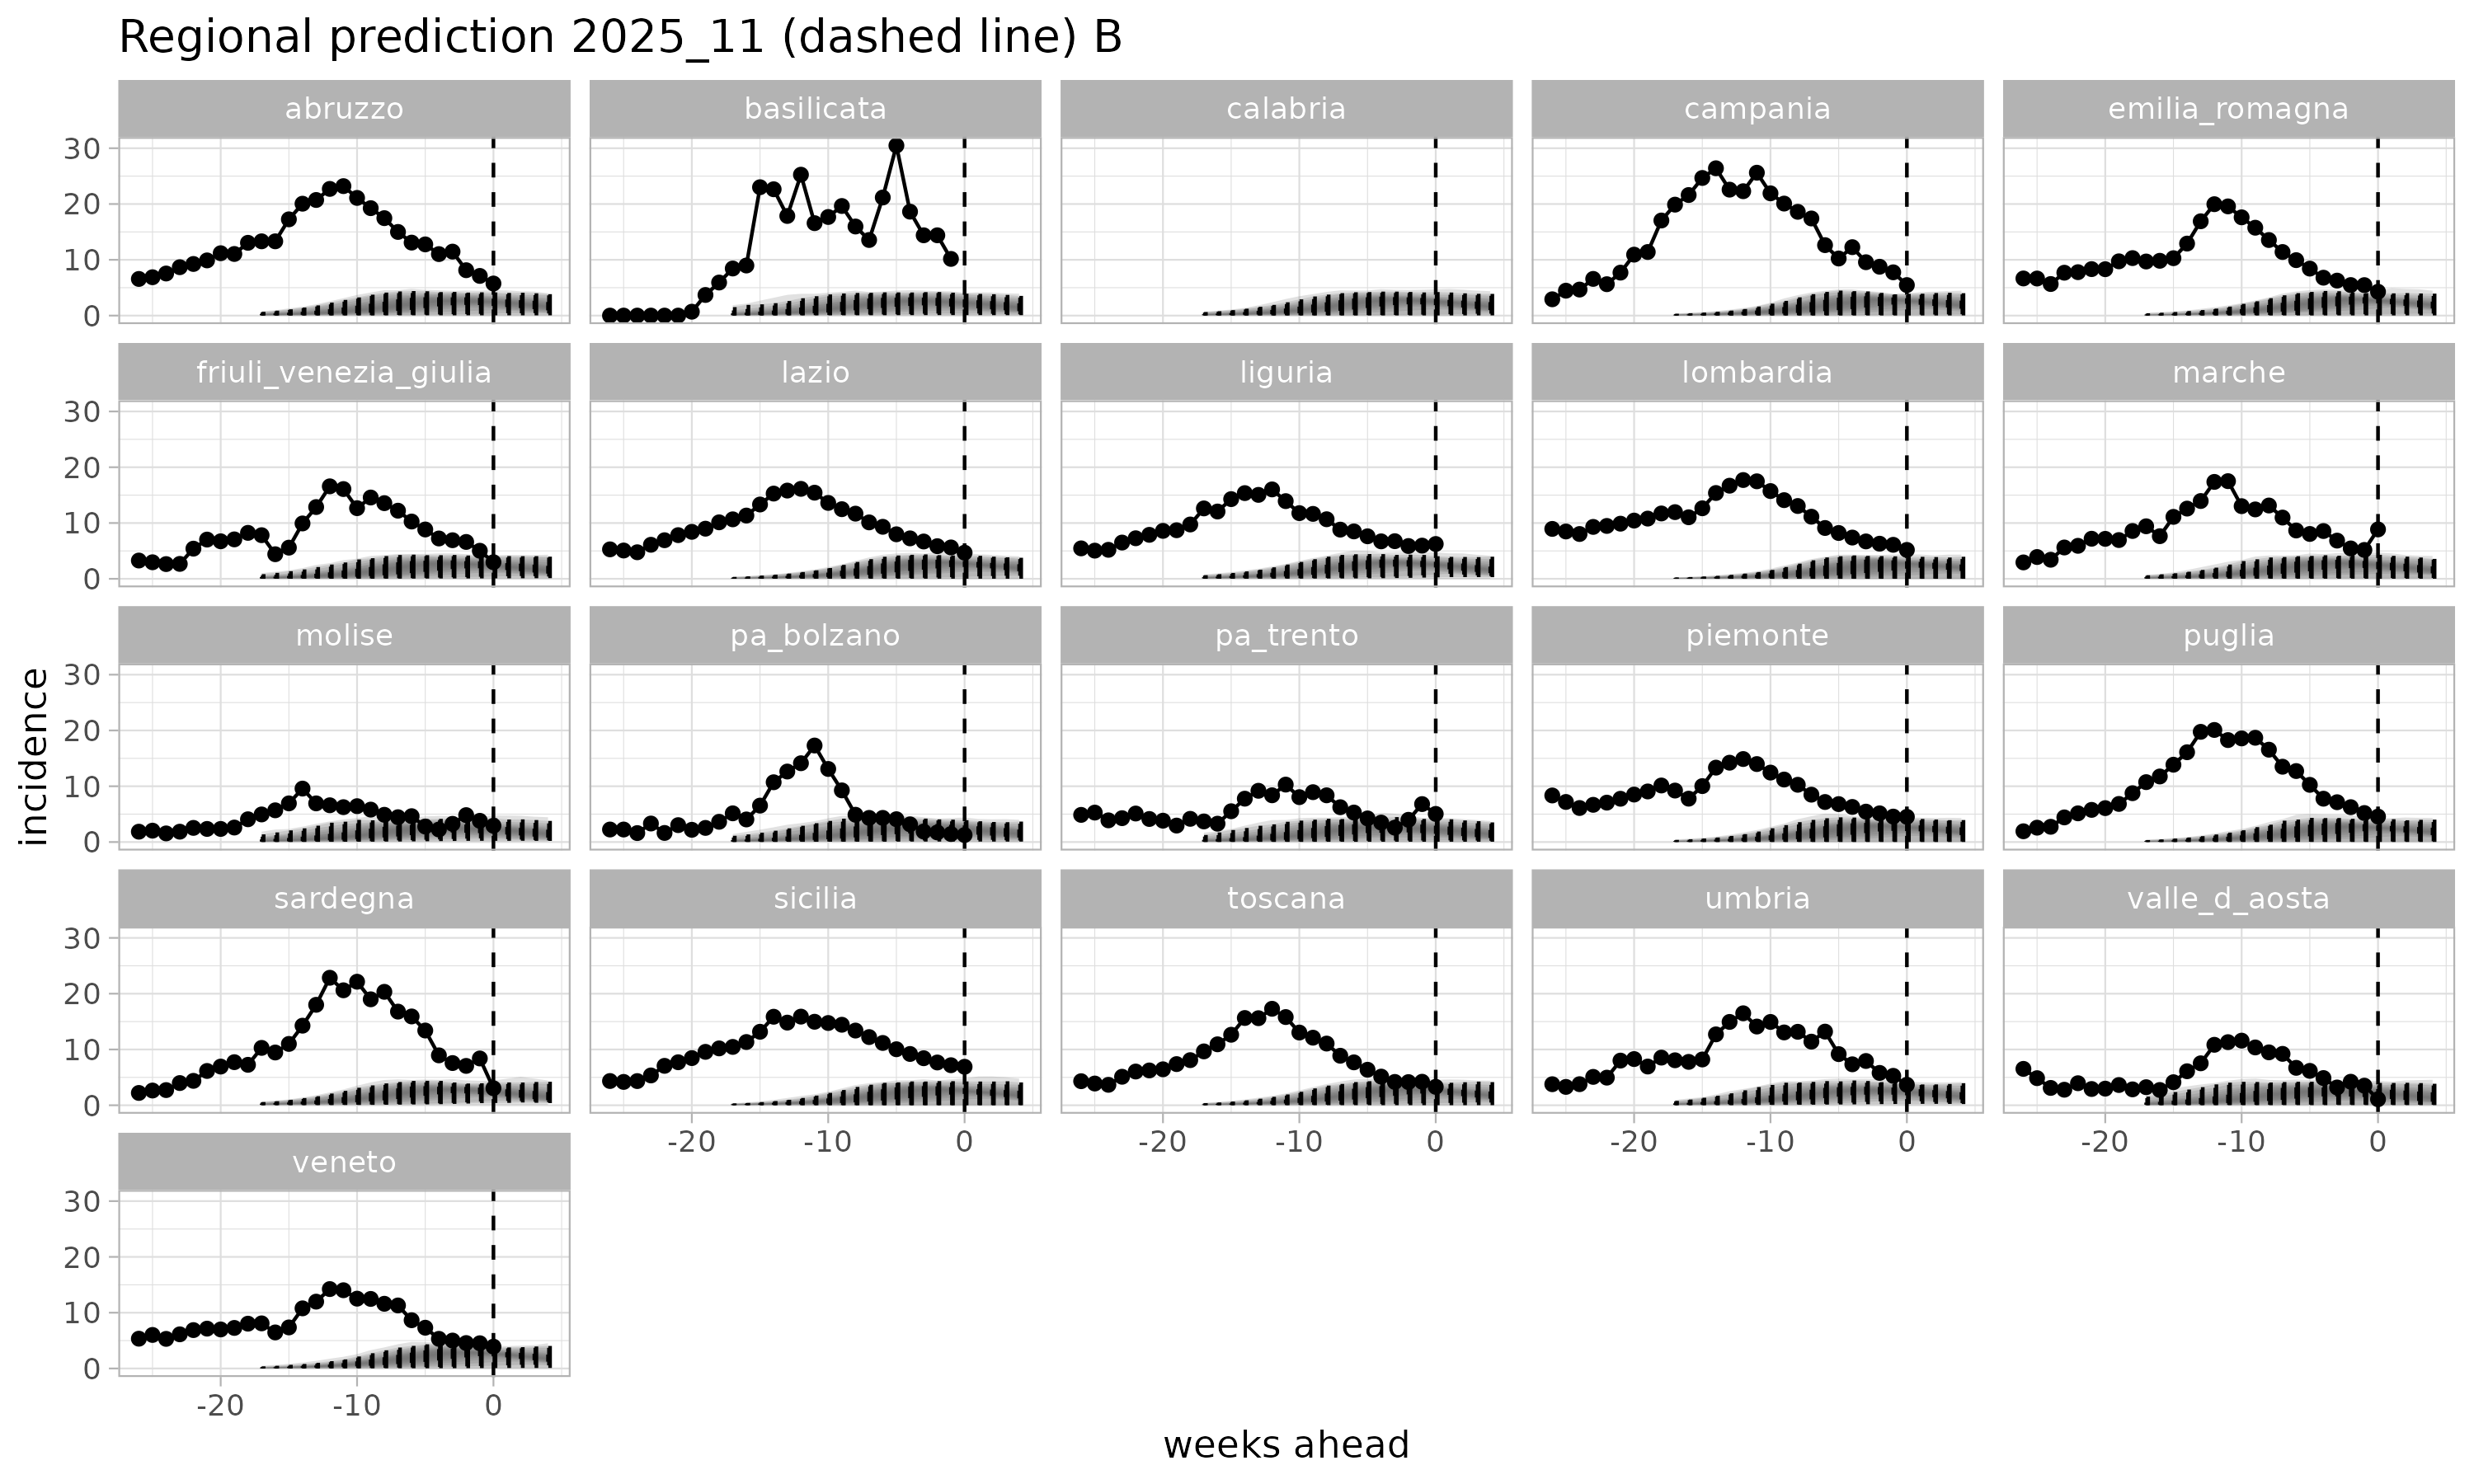 Regional prediction 2025_11 (dashed line) B
abruzzo basilicata calabria campania emilia_romagna
30
20
10
0
friuli_venezia_giulia lazio liguria lombardia marche
30
20
10
0
molise pa_bolzano pa_trento piemonte puglia
30
20
10
0
incidence
sardegna sicilia toscana umbria valle_d_aosta
30
20
10
0
-20 -10 0 -20 -10 0 -20 -10 0 -20 -10 0
veneto
30
20
10
0
-20 -10 0
weeks ahead